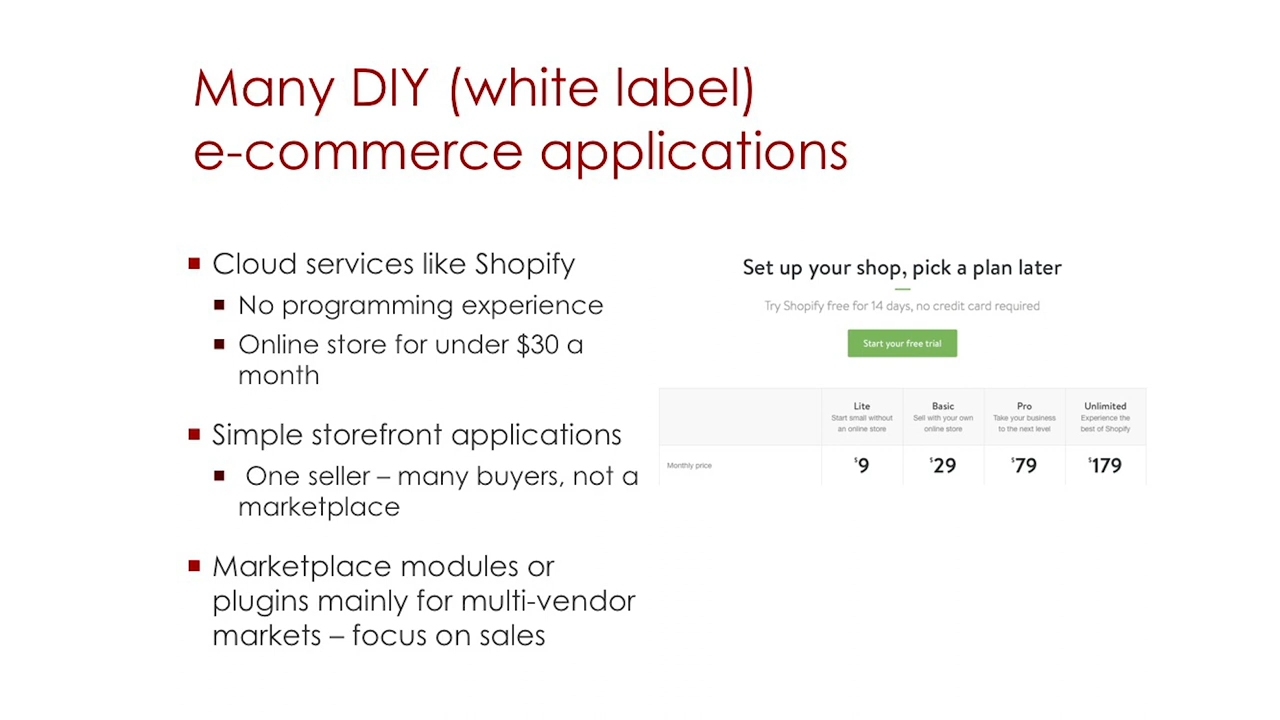 Many DIY (white label)
e-commerce applications
Cloud services like Shopify
No programming experience
Online store for under $30 a
month
Simple storefront applications
One seller – many buyers, not a
marketplace
Marketplace modules or
plugins mainly for multi-vendor
markets – focus on sales
Set up your shop, pick a plan later
Try Shopify free for 14 days, no credit card required
Start your free trial
Lite Basic Pro Unlimited
Start small without Sell with your own Take your business Experience the
an online store online store to the next level best of Shopify
Monthly price $9 $29 $79 $179